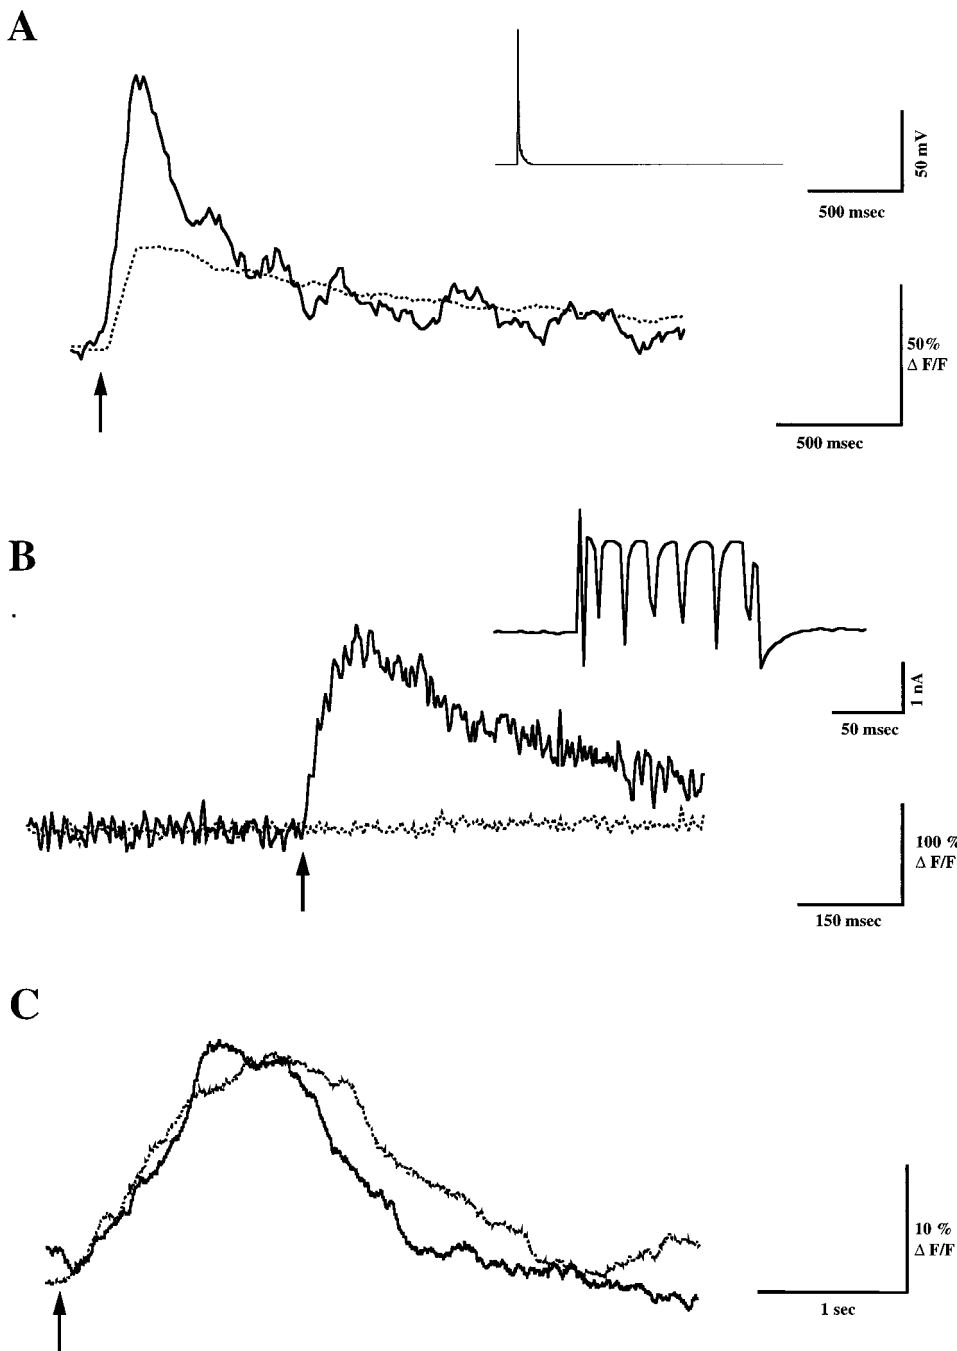 A
50 mV
500 msec
50%
Δ F/F
500 msec
B
1 nA
50 msec
100 %
Δ F/F
150 msec
C
10 %
Δ F/F
1 sec